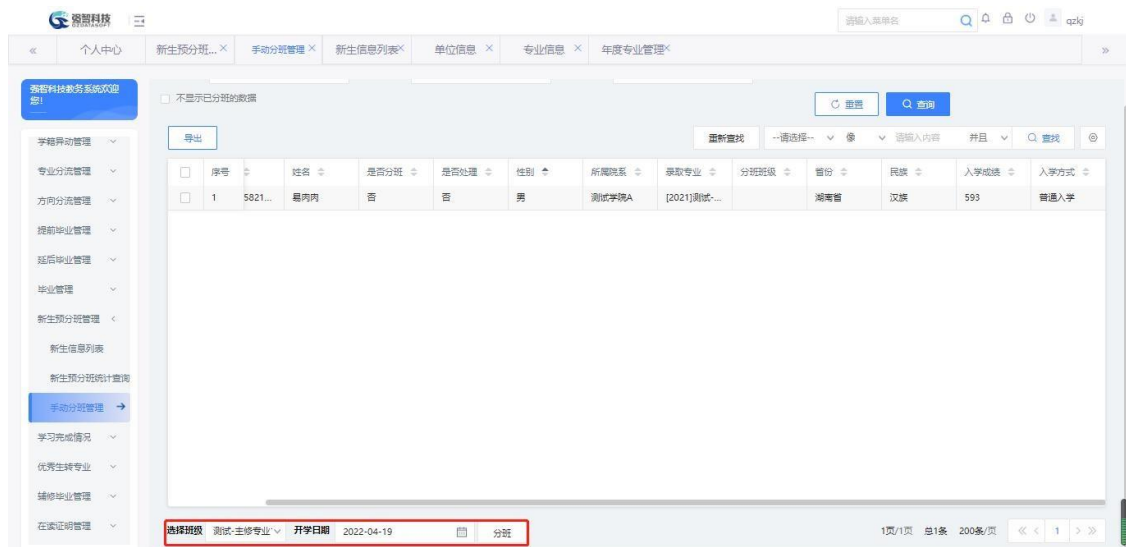 强智科技
QZDATASOFT
请输入菜单名
qzkj
个人中心 新生预分班... 手动分班管理 新生信息列表 单位信息 专业信息 年度专业管理
强智科技教务系统欢迎您!
不显示已分班的数据
重置 查询
导出 重新查找 --请选择-- 像 请输入内容 并且 查找
序号 姓名 是否分班 是否处理 性别 所属院系 录取专业 分班班级 省份 民族 入学成绩 入学方式
1 5821... 易肉肉 否 否 男 测试学院A [2021]测试-... 湖南省 汉族 593 普通入学
学籍异动管理
专业分流管理
方向分流管理
提前毕业管理
延后毕业管理
毕业管理
新生预分班管理
新生信息列表
新生预分班统计查询
手动分班管理
学习完成情况
优秀生转专业
辅修毕业管理
在读证明管理
选择班级 测试-主修专业 开学日期 2022-04-19 分班
1页/1页 总1条 200条/页 1